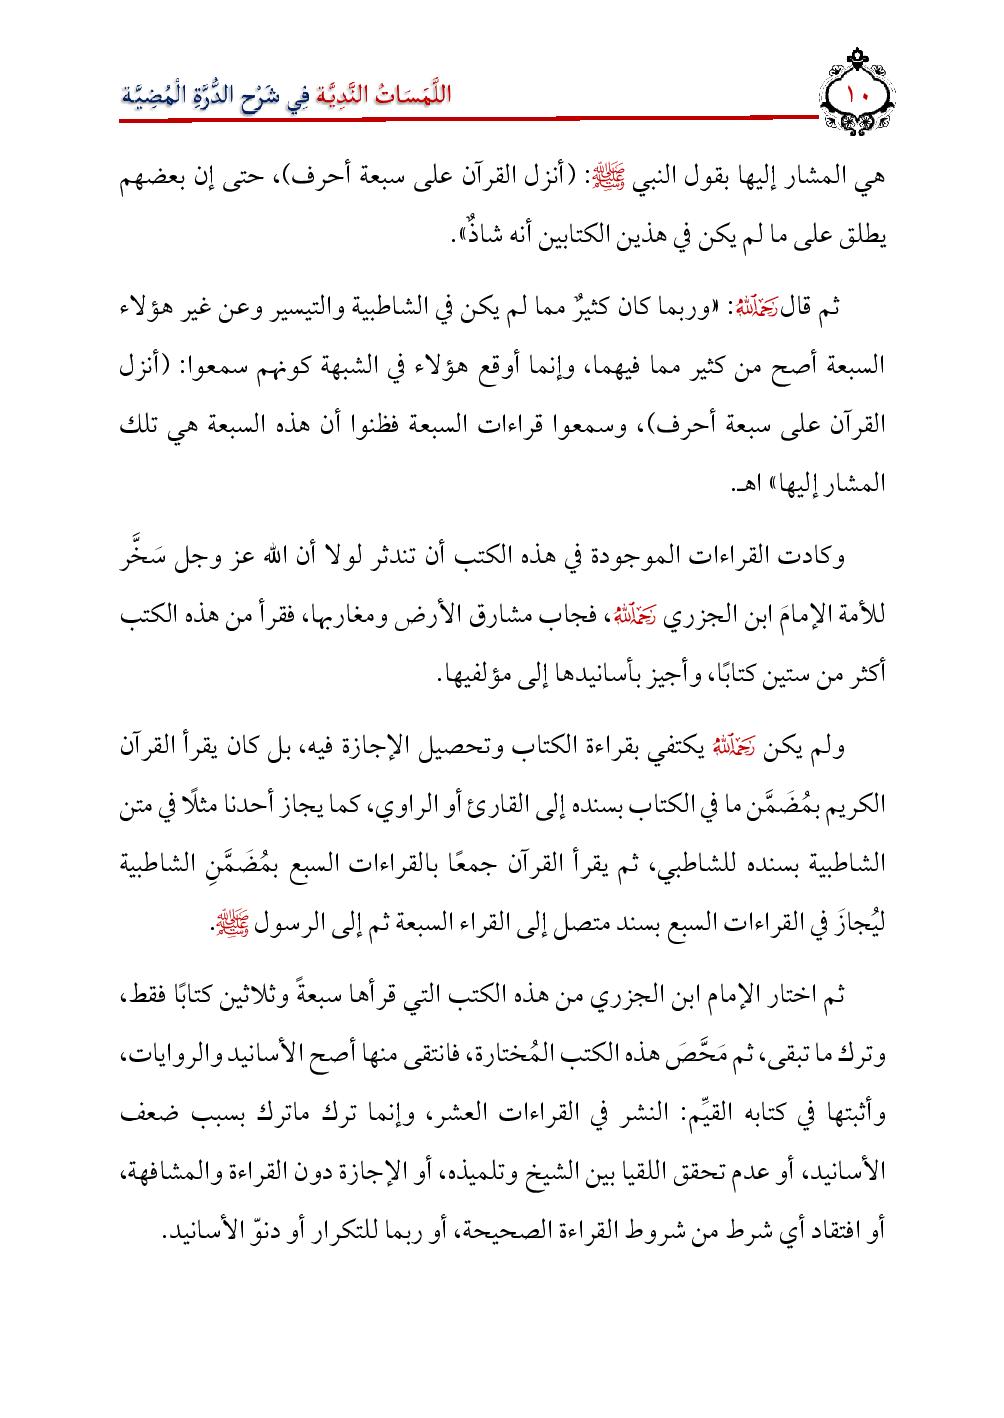 ١٠
اللَّمَسَاتُ النَّدِيَّة فِي شَرْحِ الدُّرَّةِ الْمُضِيَّة
هي المشار إليها بقول النبي ﷺ: (أنزل القرآن على سبعة أحرف)، حتى إن بعضهم
يطلق على ما لم يكن في هذين الكتابين أنه شاذٌّ».
ثم قال رَحِمَهُ ٱللَّهُ: «وربما كان كثيرٌ مما لم يكن في الشاطبية والتيسير وعن غير هؤلاء
السبعة أصح من كثير مما فيهما، وإنما أوقع هؤلاء في الشبهة كونهم سمعوا: (أنزل
القرآن على سبعة أحرف)، وسمعوا قراءات السبعة فظنوا أن هذه السبعة هي تلك
المشار إليها» اهـ.
وكادت القراءات الموجودة في هذه الكتب أن تندثر لولا أن الله عز وجل سَخَّر
للأمة الإمامَ ابن الجزري رَحِمَهُ ٱللَّهُ، فجاب مشارق الأرض ومغاربها، فقرأ من هذه الكتب
أكثر من ستين كتابًا، وأجيز بأسانيدها إلى مؤلفيها.
ولم يكن رَحِمَهُ ٱللَّهُ يكتفي بقراءة الكتاب وتحصيل الإجازة فيه، بل كان يقرأ القرآن
الكريم بمُضَمَّن ما في الكتاب بسنده إلى القارئ أو الراوي، كما يجاز أحدنا مثلًا في متن
الشاطبية بسنده للشاطبي، ثم يقرأ القرآن جمعًا بالقراءات السبع بمُضَمَّنِ الشاطبية
ليُجازَ في القراءات السبع بسند متصل إلى القراء السبعة ثم إلى الرسول ﷺ.
ثم اختار الإمام ابن الجزري من هذه الكتب التي قرأها سبعةً وثلاثين كتابًا فقط،
وترك ما تبقى، ثم مَحَّصَ هذه الكتب المُختارة، فانتقى منها أصح الأسانيد والروايات،
وأثبتها في كتابه القيِّم: النشر في القراءات العشر، وإنما ترك ماترك بسبب ضعف
الأسانيد، أو عدم تحقق اللقيا بين الشيخ وتلميذه، أو الإجازة دون القراءة والمشافهة،
أو افتقاد أي شرط من شروط القراءة الصحيحة، أو ربما للتكرار أو دنوّ الأسانيد.